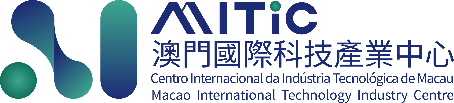 MITiC
澳門國際科技產業中心
Centro Internacional da Indústria Tecnológica de Macau
Macao International Technology Industry Centre